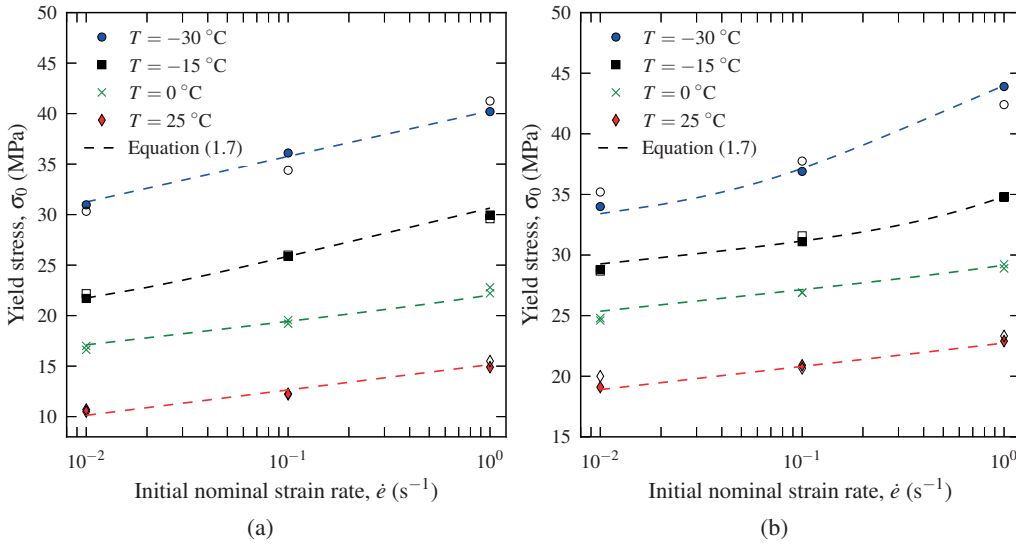 50
45
40
35
30
25
20
15
10
Yield stress, σ₀ (MPa)
T = −30 °C
T = −15 °C
T = 0 °C
T = 25 °C
Equation (1.7)
10⁻² 10⁻¹ 10⁰
Initial nominal strain rate, ė (s⁻¹)
(a)
50
45
40
35
30
25
20
15
Yield stress, σ₀ (MPa)
T = −30 °C
T = −15 °C
T = 0 °C
T = 25 °C
Equation (1.7)
10⁻² 10⁻¹ 10⁰
Initial nominal strain rate, ė (s⁻¹)
(b)